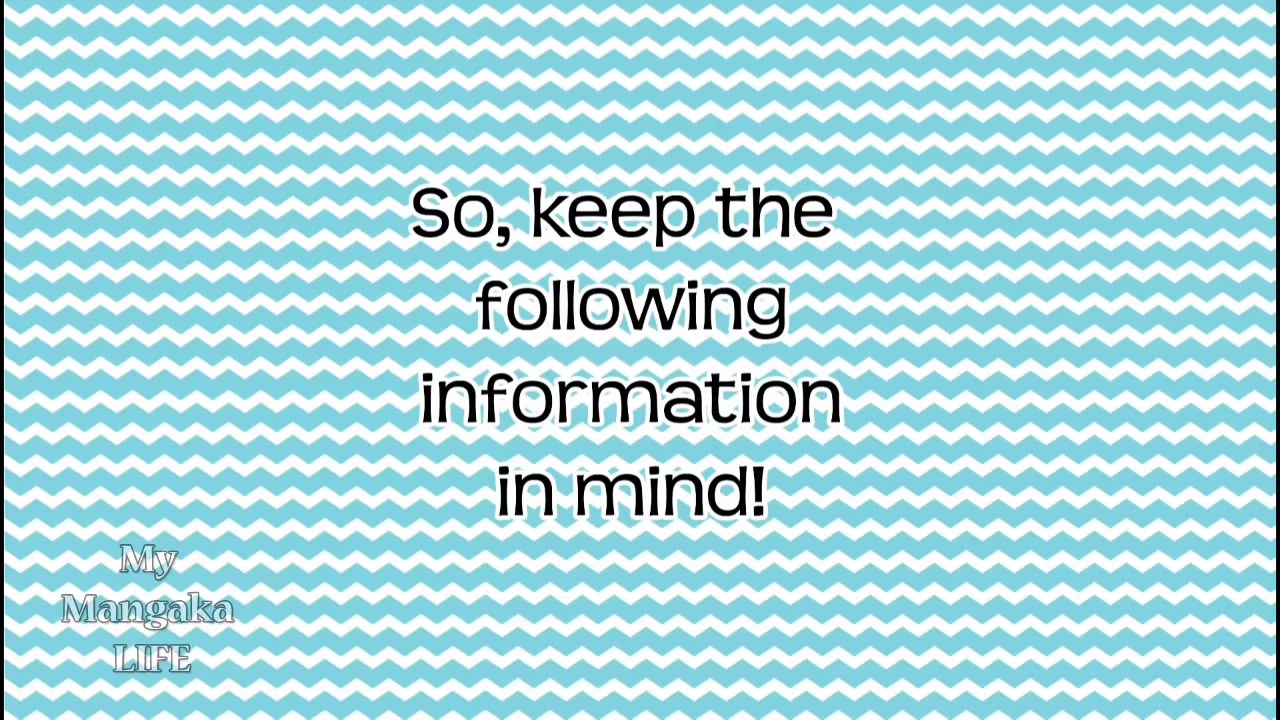 So, keep the
following
information
in mind!
My
Mangaka
LIFE